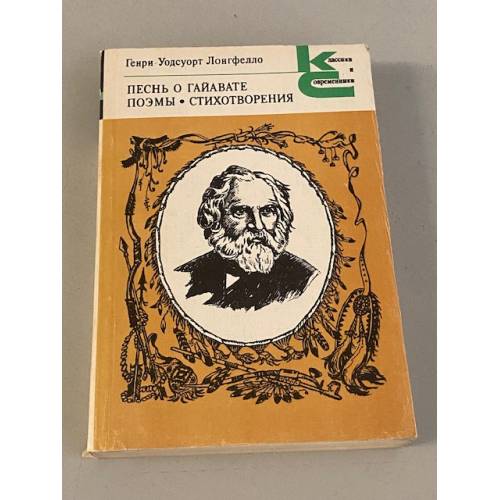 Генри Уодсуорт Лонгфелло
Классики
и
Современники
ПЕСНЬ О ГАЙАВАТЕ
ПОЭМЫ • СТИХОТВОРЕНИЯ